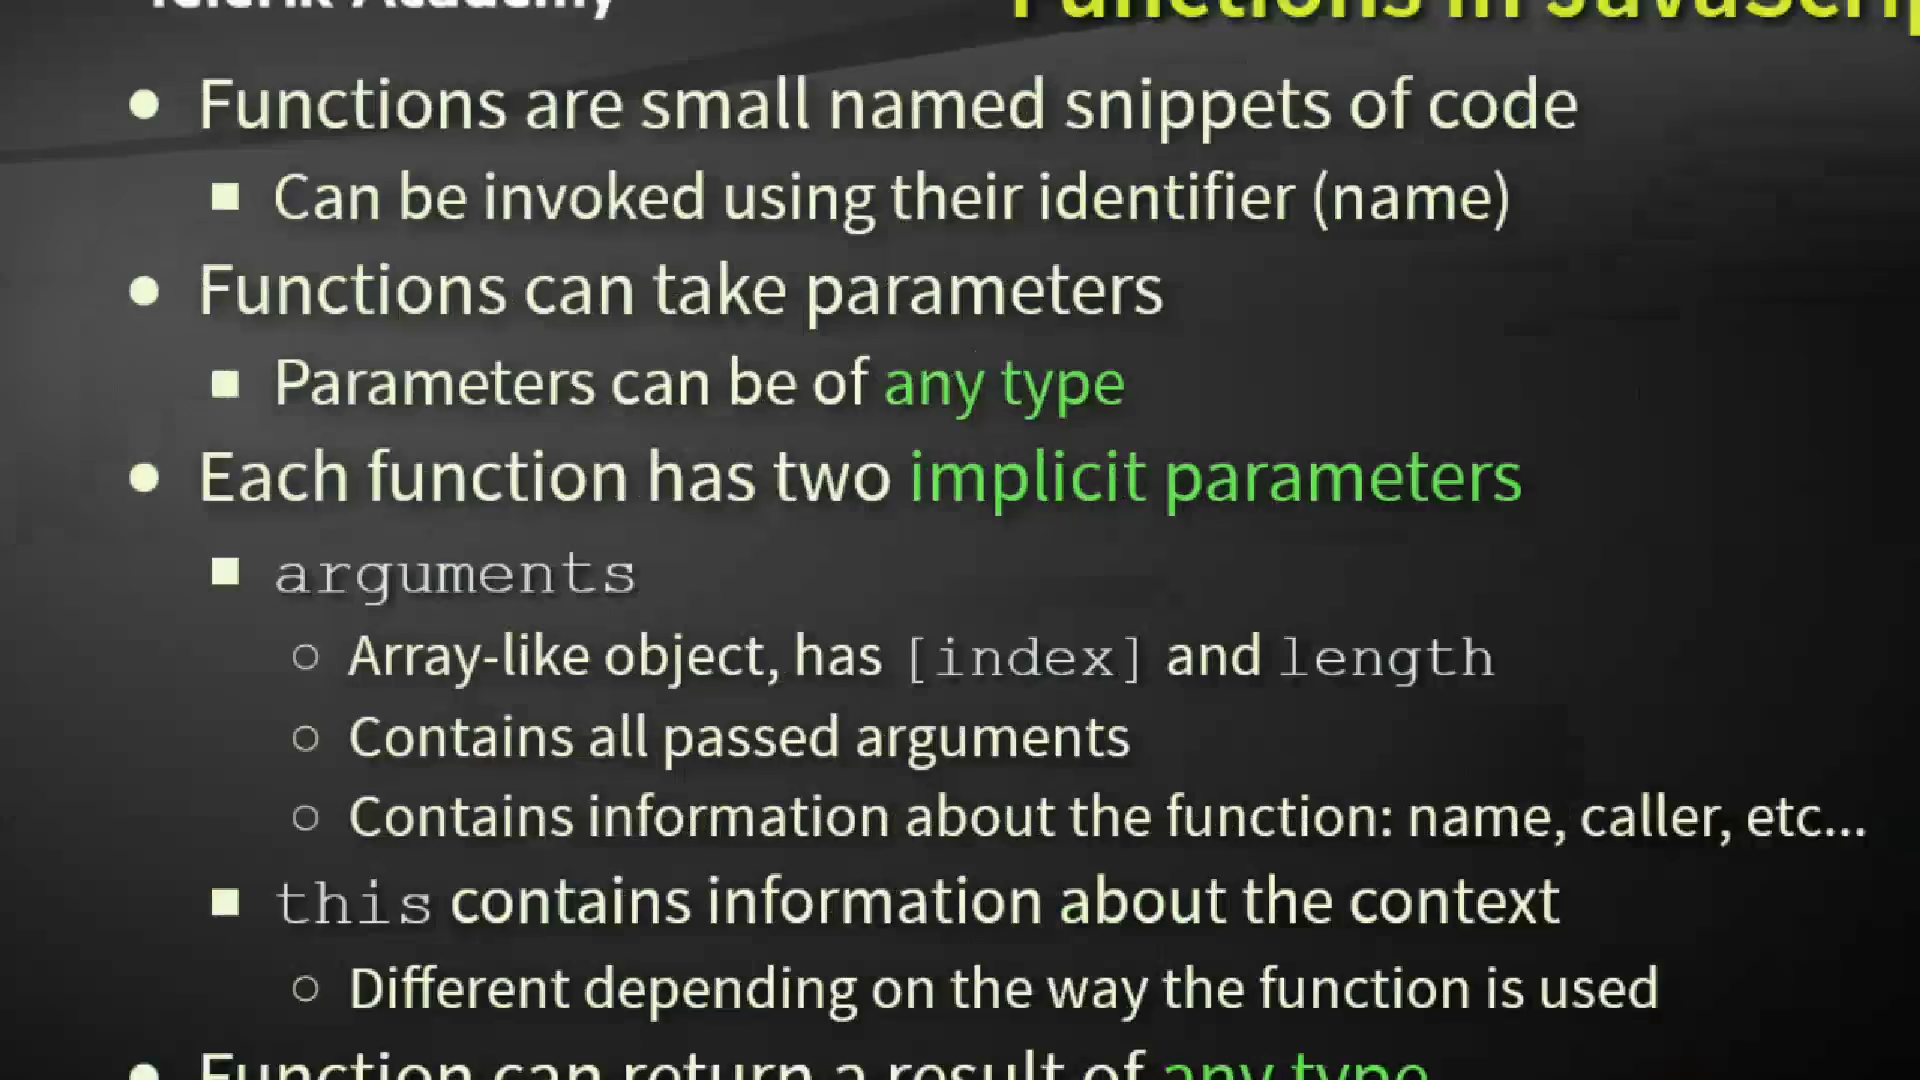 Telerik Academy
Functions in JavaScrip
• Functions are small named snippets of code
▪ Can be invoked using their identifier (name)
• Functions can take parameters
▪ Parameters can be of any type
• Each function has two implicit parameters
▪ arguments
○ Array-like object, has [index] and length
○ Contains all passed arguments
○ Contains information about the function: name, caller, etc...
▪ this contains information about the context
○ Different depending on the way the function is used
• Function can return a result of any type